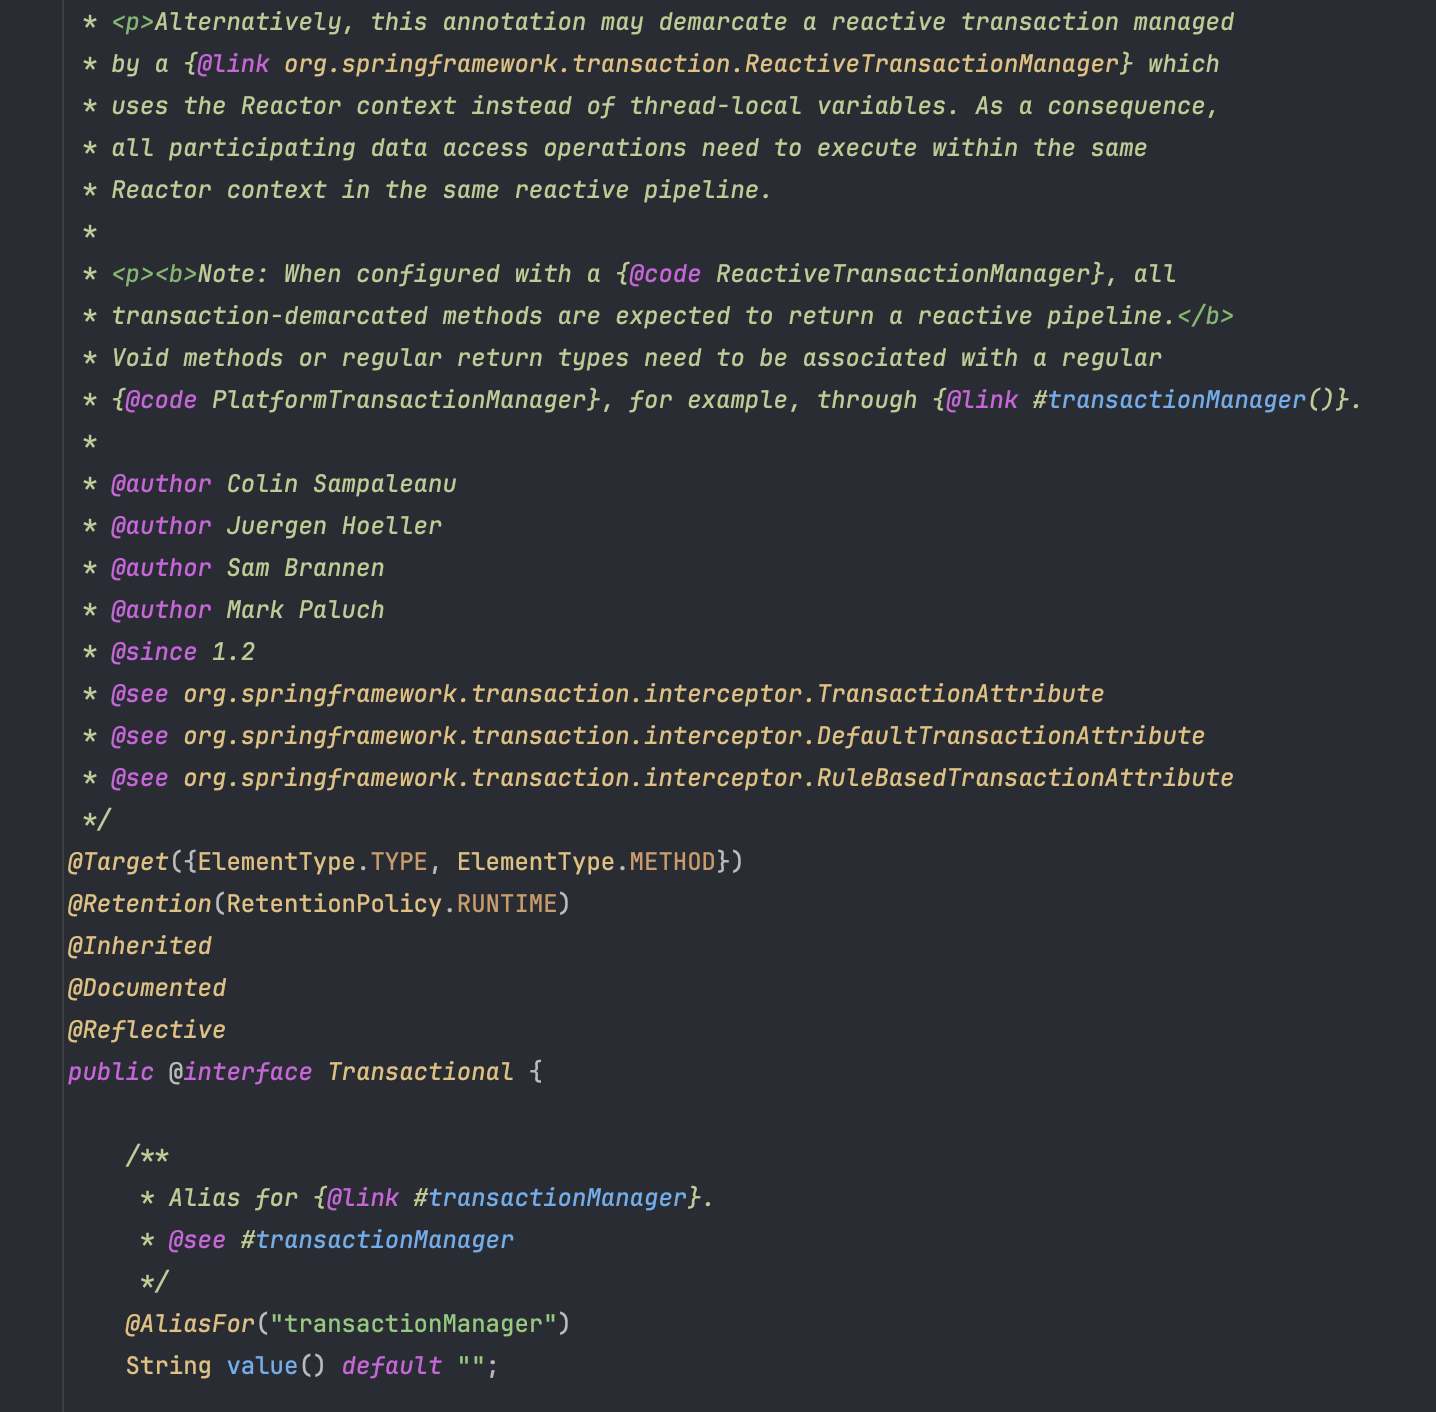 * <p>Alternatively, this annotation may demarcate a reactive transaction managed
* by a {@link org.springframework.transaction.ReactiveTransactionManager} which
* uses the Reactor context instead of thread-local variables. As a consequence,
* all participating data access operations need to execute within the same
* Reactor context in the same reactive pipeline.
*
* <p><b>Note: When configured with a {@code ReactiveTransactionManager}, all
* transaction-demarcated methods are expected to return a reactive pipeline.</b>
* Void methods or regular return types need to be associated with a regular
* {@code PlatformTransactionManager}, for example, through {@link #transactionManager()}.
*
* @author Colin Sampaleanu
* @author Juergen Hoeller
* @author Sam Brannen
* @author Mark Paluch
* @since 1.2
* @see org.springframework.transaction.interceptor.TransactionAttribute
* @see org.springframework.transaction.interceptor.DefaultTransactionAttribute
* @see org.springframework.transaction.interceptor.RuleBasedTransactionAttribute
*/
@Target({ElementType.TYPE, ElementType.METHOD})
@Retention(RetentionPolicy.RUNTIME)
@Inherited
@Documented
@Reflective
public @interface Transactional {
/**
* Alias for {@link #transactionManager}.
* @see #transactionManager
*/
@AliasFor("transactionManager")
String value() default "";